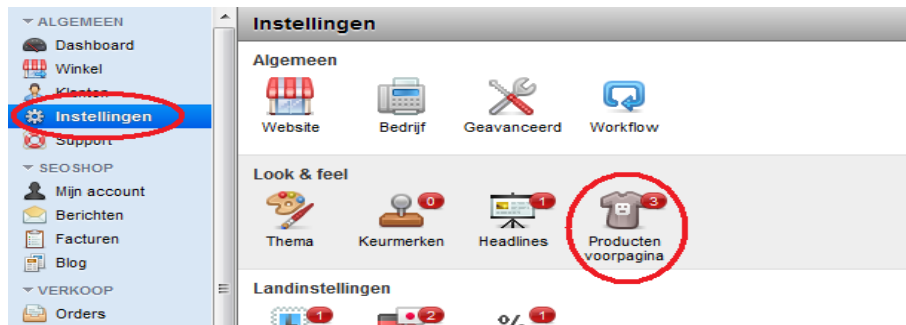 ALGEMEEN
Dashboard
Winkel
Klanten
Instellingen
Support
SEOSHOP
Mijn account
Berichten
Facturen
Blog
VERKOOP
Orders
Instellingen
Algemeen
Website
Bedrijf
Geavanceerd
Workflow
Look & feel
0
1
3
Thema
Keurmerken
Headlines
Producten
voorpagina
Landinstellingen
1
2
%
1